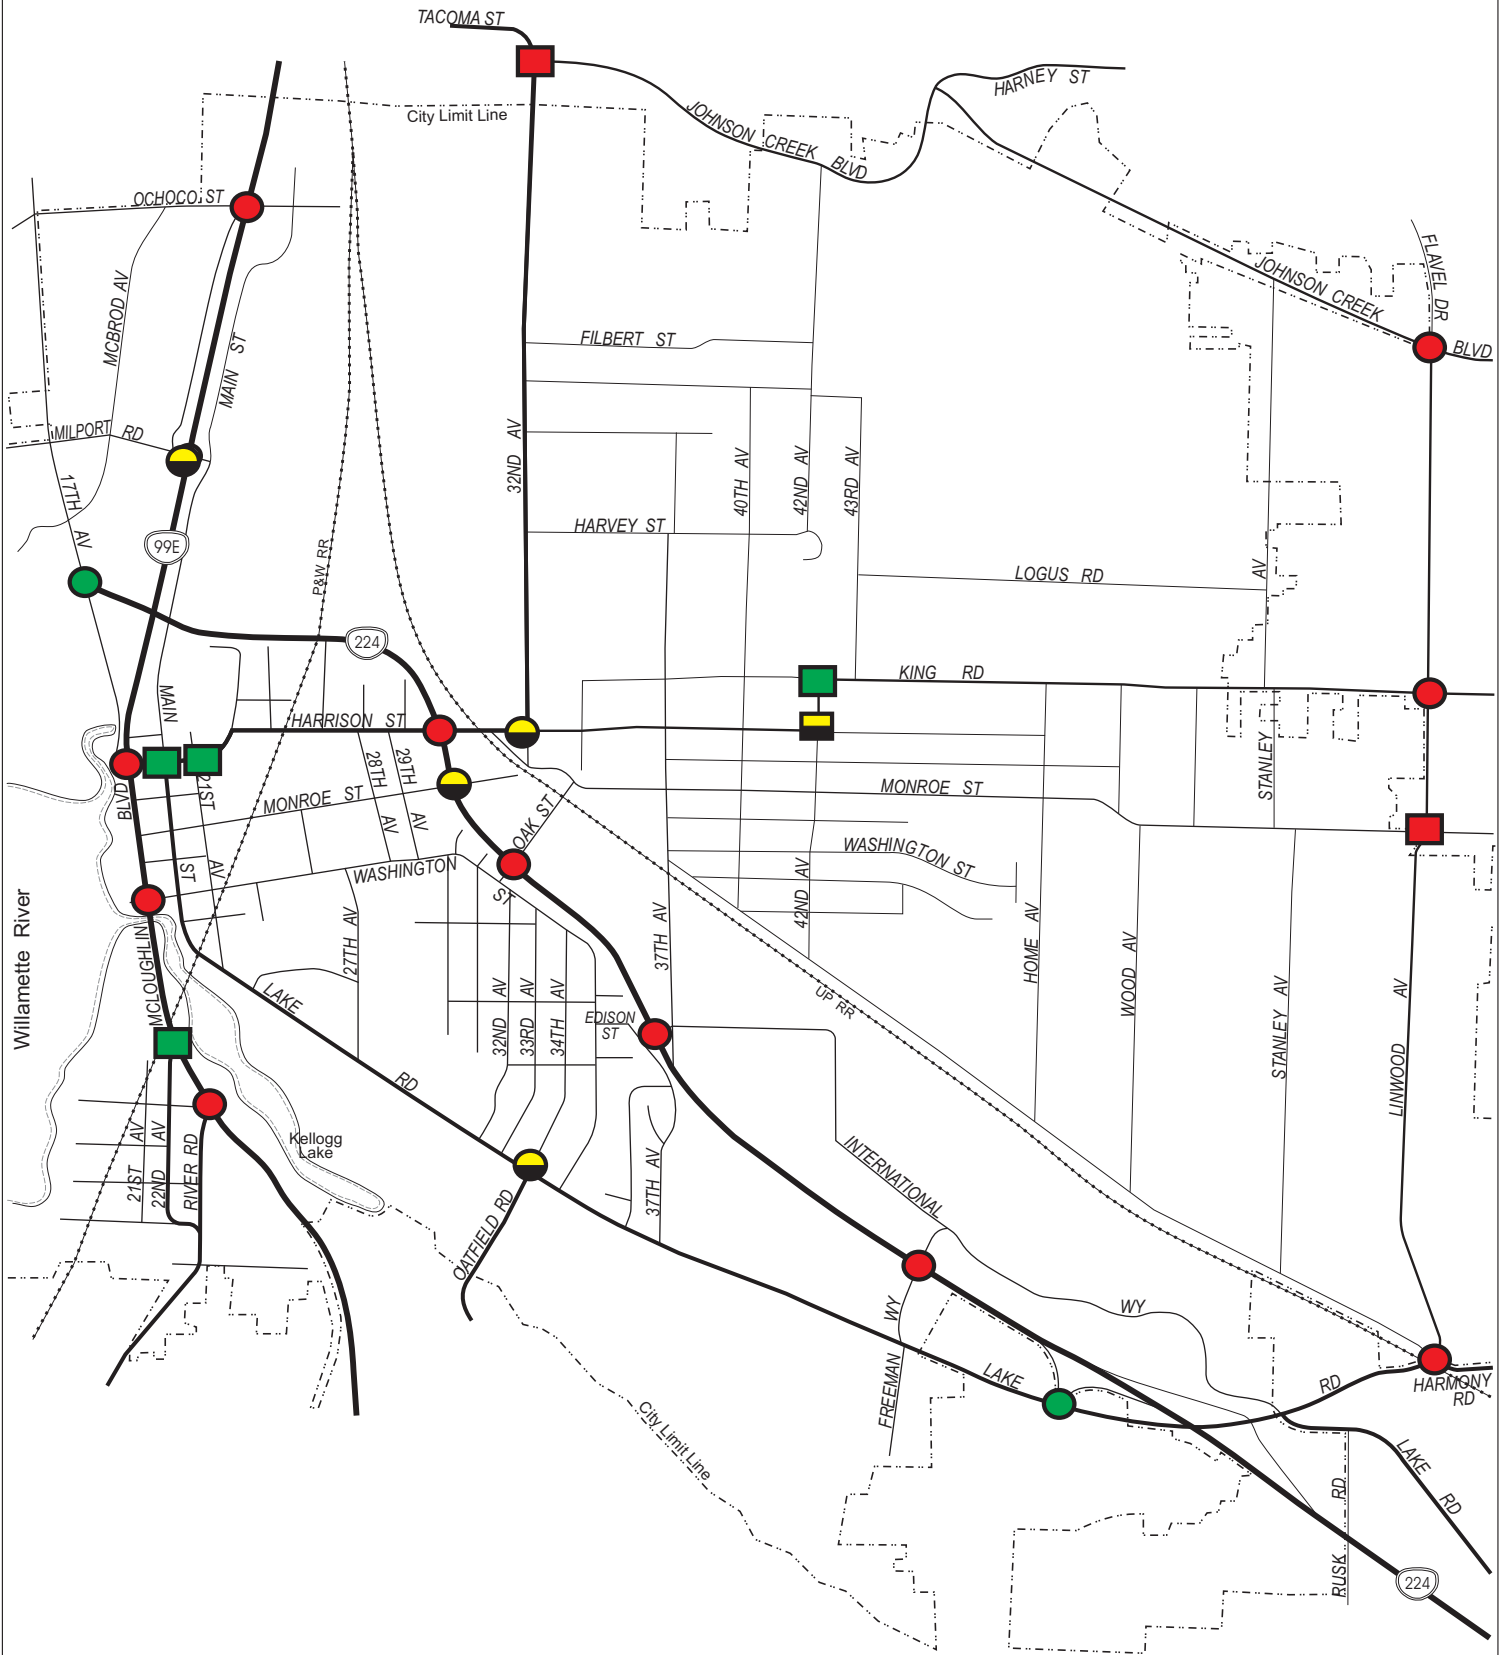 TACOMA ST
HARNEY ST
City Limit Line
JOHNSON CREEK BLVD
OCHOCO ST
FLAVEL DR
JOHNSON CREEK
BLVD
MCBROD AV
MAIN ST
FILBERT ST
MILPORT RD
32ND AV
40TH AV
42ND AV
43RD AV
17TH AV
HARVEY ST
99E
P&W RR
LOGUS RD
AV
224
KING RD
MAIN
HARRISON ST
STANLEY
28TH AV
29TH AV
21ST
BLVD
MONROE ST
MONROE ST
OAK ST
WASHINGTON ST
ST
AV
WASHINGTON
ST
42ND AV
Willamette River
27TH AV
37TH AV
HOME AV
WOOD AV
STANLEY AV
AV
MCLOUGHLIN
LAKE
UP RR
32ND AV
33RD AV
34TH AV
EDISON
ST
LINWOOD
RD
21ST AV
22ND AV
RIVER RD
Kellogg
Lake
37TH AV
INTERNATIONAL
OATFIELD RD
WY
WY
FREEMAN
LAKE
RD
HARMONY
RD
City Limit Line
LAKE RD
RUSK RD
224